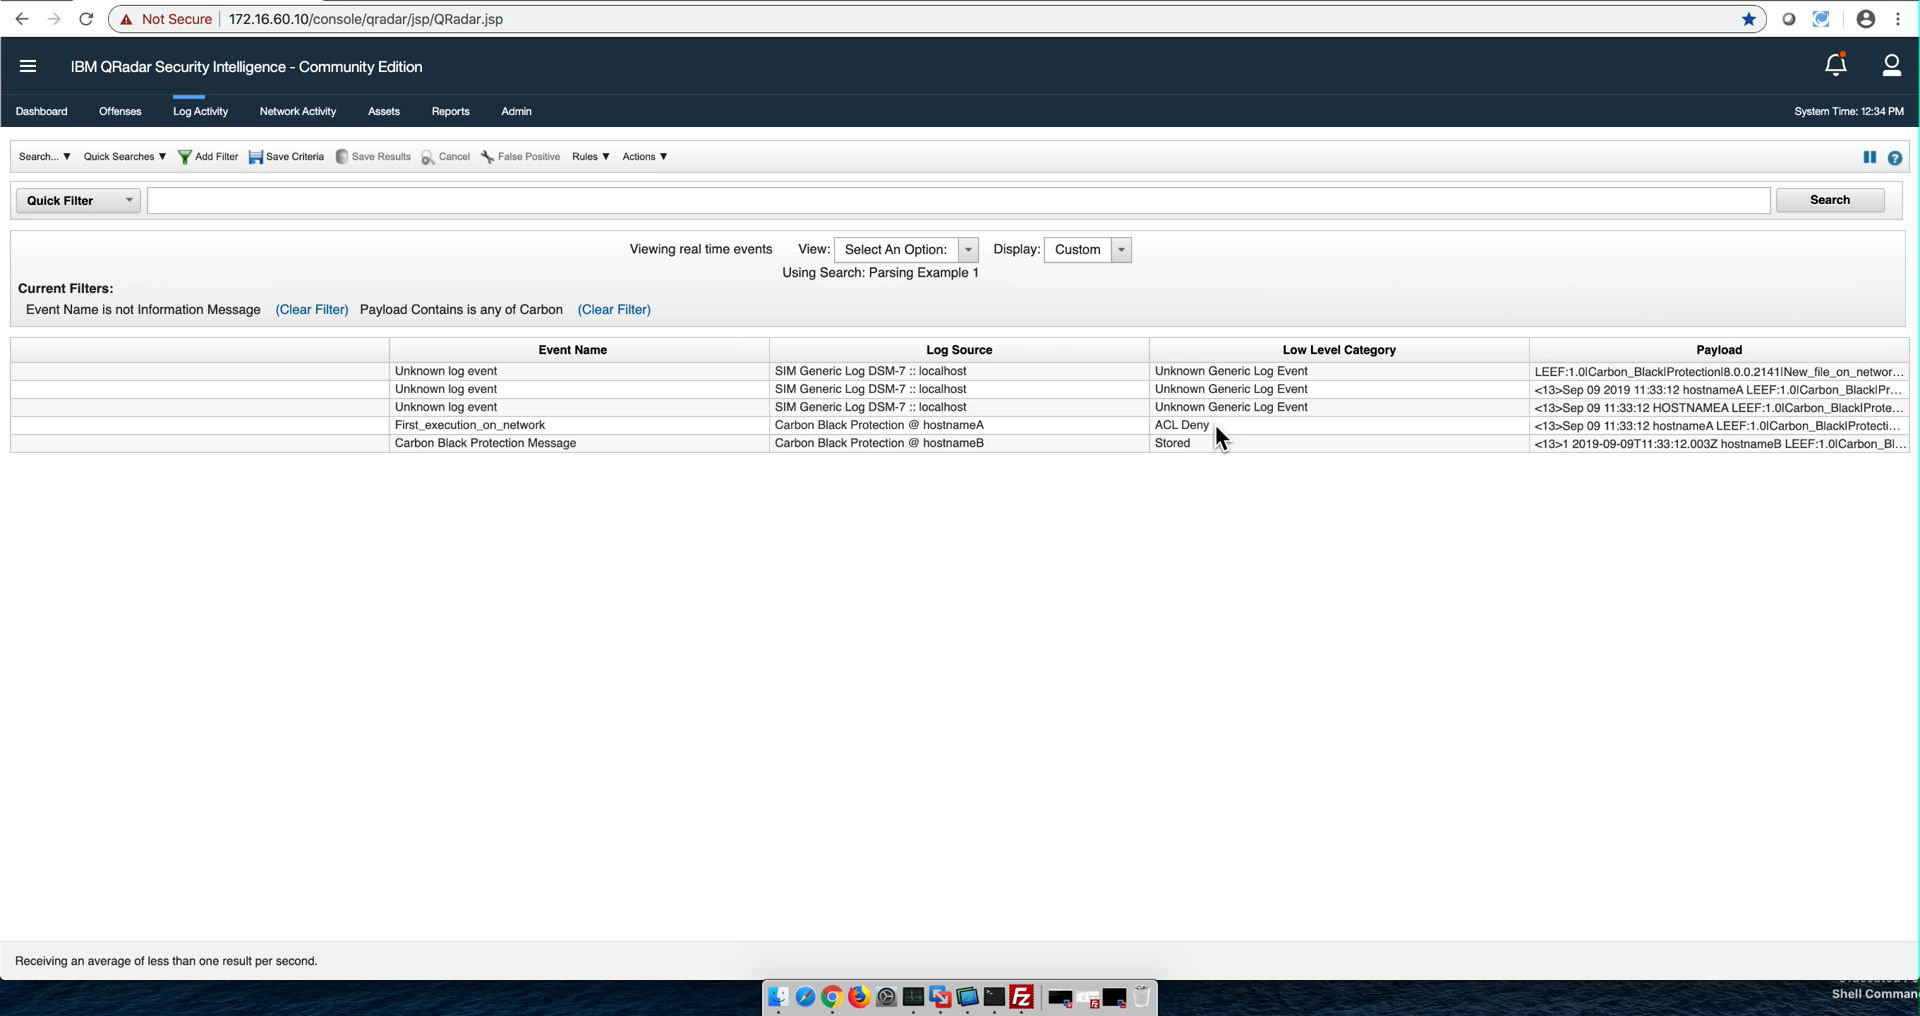 Not Secure 172.16.60.10/console/qradar/jsp/QRadar.jsp
IBM QRadar Security Intelligence - Community Edition
Dashboard Offenses Log Activity Network Activity Assets Reports Admin System Time: 12:34 PM
Search... ▼ Quick Searches ▼ Add Filter Save Criteria Save Results Cancel False Positive Rules ▼ Actions ▼
Quick Filter Search
Viewing real time events View: Select An Option: Display: Custom
Using Search: Parsing Example 1
Current Filters:
Event Name is not Information Message (Clear Filter) Payload Contains is any of Carbon (Clear Filter)
Event Name Log Source Low Level Category Payload
Unknown log event SIM Generic Log DSM-7 :: localhost Unknown Generic Log Event LEEF:1.0|Carbon_Black|Protection|8.0.0.2141|New_file_on_networ...
Unknown log event SIM Generic Log DSM-7 :: localhost Unknown Generic Log Event <13>Sep 09 2019 11:33:12 hostnameA LEEF:1.0|Carbon_Black|Pr...
Unknown log event SIM Generic Log DSM-7 :: localhost Unknown Generic Log Event <13>Sep 09 11:33:12 HOSTNAMEA LEEF:1.0|Carbon_Black|Prote...
First_execution_on_network Carbon Black Protection @ hostnameA ACL Deny <13>Sep 09 11:33:12 hostnameA LEEF:1.0|Carbon_Black|Protecti...
Carbon Black Protection Message Carbon Black Protection @ hostnameB Stored <13>1 2019-09-09T11:33:12.003Z hostnameB LEEF:1.0|Carbon_Bl...
Receiving an average of less than one result per second.
Shell Comman